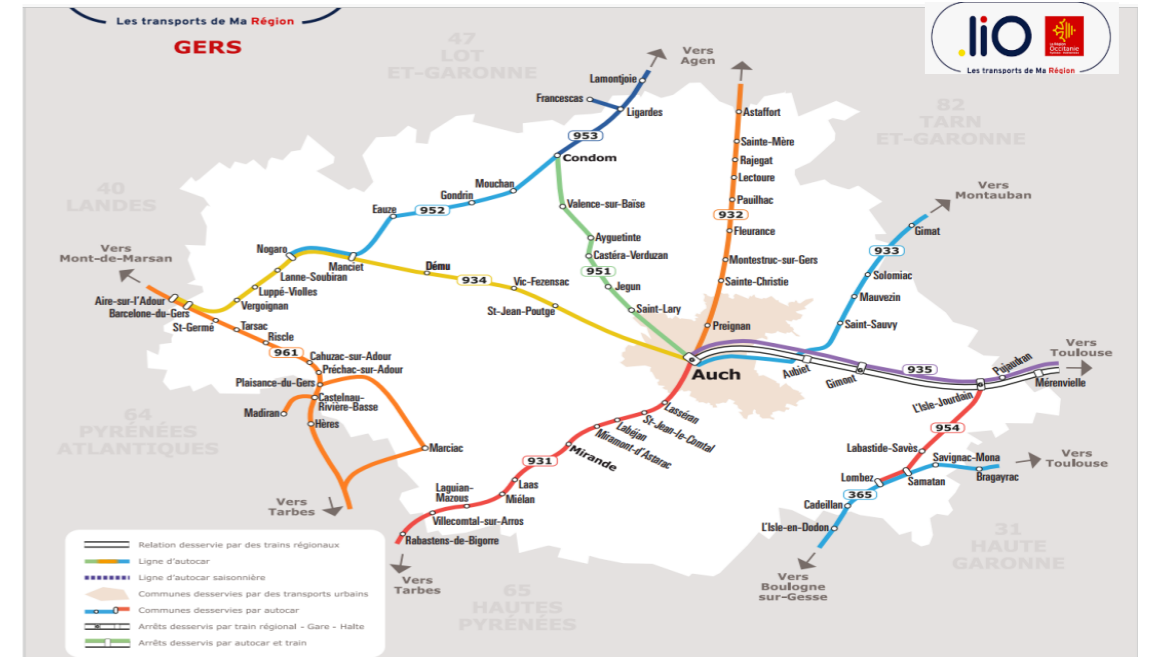 Les transports de Ma Région
GERS
liO
La Région
Occitanie
Les transports de Ma Région
47
LOT
ET-GARONNE
82
TARN
ET-GARONNE
40
LANDES
64
PYRÉNÉES
ATLANTIQUES
65
HAUTES
PYRÉNÉES
31
HAUTE
GARONNE
Vers
Agen
Lamontjoie
Francescas
Ligardes
953
Condom
Mouchan
Gondrin
952
Eauze
Nogaro
Manciet
Valence-sur-Baïse
Ayguetinte
Castéra-Verduzan
951
Jegun
Saint-Lary
Astaffort
Sainte-Mère
Rajegat
Lectoure
Pauilhac
932
Fleurance
Montestruc-sur-Gers
Sainte-Christie
Preignan
Vers
Montauban
Gimat
933
Solomiac
Mauvezin
Saint-Sauvy
Vers
Mont-de-Marsan
Lanne-Soubiran
Luppé-Violles
Vergoignan
Dému
934
Vic-Fezensac
St-Jean-Poutge
Aire-sur-l'Adour
Barcelone-du-Gers
St-Germé
Tarsac
Riscle
961
Cahuzac-sur-Adour
Préchac-sur-Adour
Plaisance-du-Gers
Castelnau-
Rivière-Basse
Madiran
Hères
Marciac
Vers
Tarbes
Auch
Aubiet
Gimont
935
L'Isle-Jourdain
Pujaudran
Mérenvielle
Vers
Toulouse
954
Labastide-Savès
Lombez
Samatan
Savignac-Mona
Bragayrac
Vers
Toulouse
365
Cadeillan
L'Isle-en-Dodon
Vers
Boulogne
sur-Gesse
Lasséran
St-Jean-le-Comtal
Labéjan
Miramont-d'Astarac
Mirande
931
Laas
Miélan
Laguian-
Mazous
Villecomtal-sur-Arros
Rabastens-de-Bigorre
Vers
Tarbes
Relation desservie par des trains régionaux
Ligne d'autocar
Ligne d'autocar saisonnière
Communes desservies par des transports urbains
Communes desservies par autocar
Arrêts desservis par train régional - Gare - Halte
Arrêts desservis par autocar et train